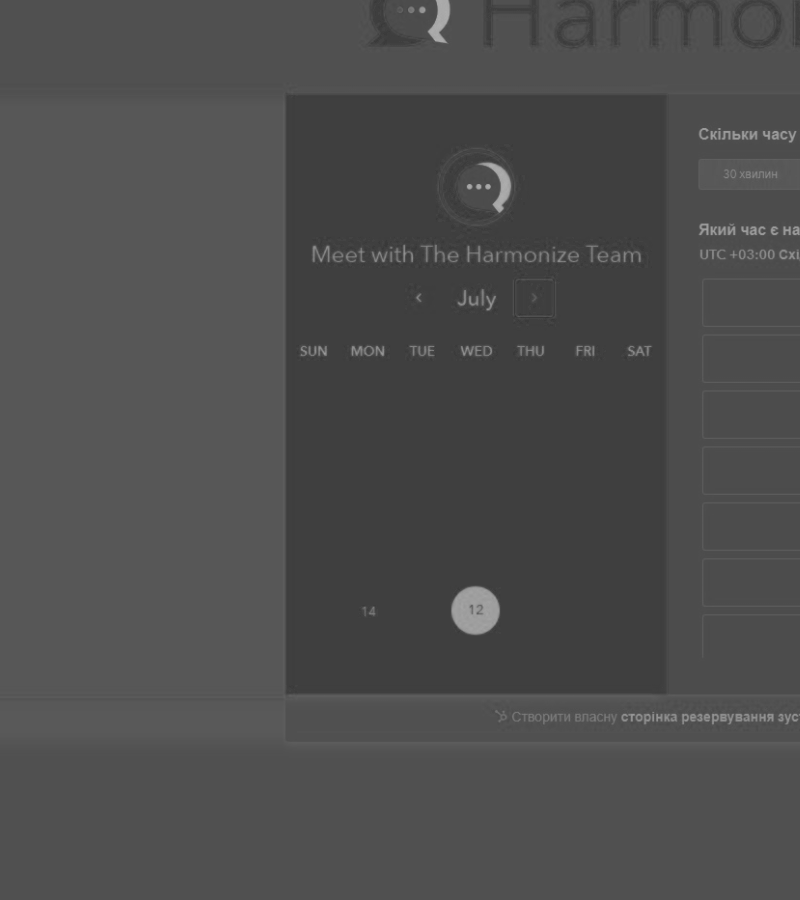 Harmo
Meet with The Harmonize Team
July
SUN MON TUE WED THU FRI SAT
14 12
Скільки часу
30 хвилин
Який час є на
UTC +03:00 Схі
Створити власну сторінка резервування зус